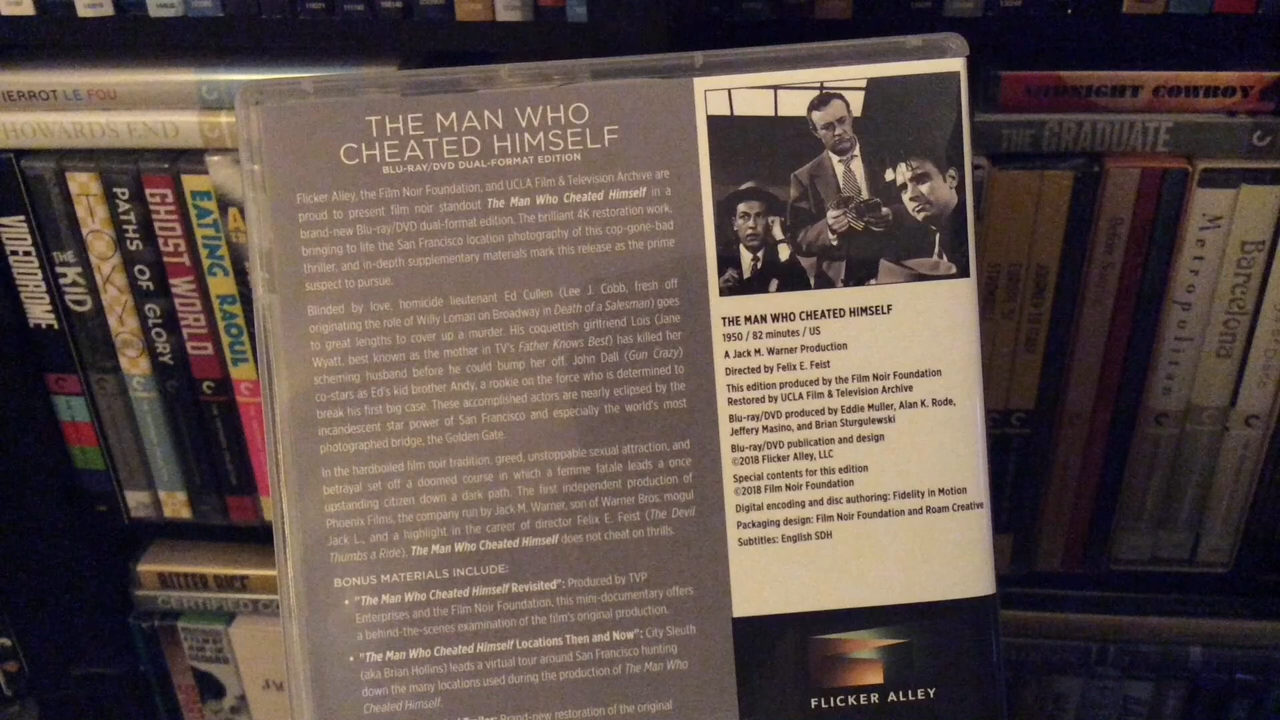 IERROT LE FOU
HOWARDS END
VIDEODROME
THE KID
TOKYO
PATHS OF GLORY
GHOST WORLD
EATING RAOUL
BITTER RICE
CERTIFIED CO
THE MAN WHO
CHEATED HIMSELF
BLU-RAY/DVD DUAL-FORMAT EDITION
Flicker Alley, the Film Noir Foundation, and UCLA Film & Television Archive are
proud to present film noir standout The Man Who Cheated Himself in a
brand-new Blu-ray/DVD dual-format edition. The brilliant 4K restoration work,
bringing to life the San Francisco location photography of this cop-gone-bad
thriller, and in-depth supplementary materials mark this release as the prime
suspect to pursue.
Blinded by love, homicide lieutenant Ed Cullen (Lee J. Cobb, fresh off
originating the role of Willy Loman on Broadway in Death of a Salesman) goes
to great lengths to cover up a murder. His coquettish girlfriend Lois (Jane
Wyatt, best known as the mother in TV's Father Knows Best) has killed her
scheming husband before he could bump her off. John Dall (Gun Crazy)
co-stars as Ed's kid brother Andy, a rookie on the force who is determined to
break his first big case. These accomplished actors are nearly eclipsed by the
incandescent star power of San Francisco and especially the world's most
photographed bridge, the Golden Gate.
In the hardboiled film noir tradition, greed, unstoppable sexual attraction, and
betrayal set off a doomed course in which a femme fatale leads a once
upstanding citizen down a dark path. The first independent production of
Phoenix Films, the company run by Jack M. Warner, son of Warner Bros. mogul
Jack L., and a highlight in the career of director Felix E. Feist (The Devil
Thumbs a Ride), The Man Who Cheated Himself does not cheat on thrills.
BONUS MATERIALS INCLUDE:
• "The Man Who Cheated Himself Revisited": Produced by TVP
Enterprises and the Film Noir Foundation, this mini-documentary offers
a behind-the-scenes examination of the film's original production.
• "The Man Who Cheated Himself Locations Then and Now": City Sleuth
(aka Brian Hollins) leads a virtual tour around San Francisco hunting
down the many locations used during the production of The Man Who
Cheated Himself.
Trailer: Brand-new restoration of the original
THE MAN WHO CHEATED HIMSELF
1950 / 82 minutes / US
A Jack M. Warner Production
Directed by Felix E. Feist
This edition produced by the Film Noir Foundation
Restored by UCLA Film & Television Archive
Blu-ray/DVD produced by Eddie Muller, Alan K. Rode,
Jeffery Masino, and Brian Sturgulewski
Blu-ray/DVD publication and design
©2018 Flicker Alley, LLC
Special contents for this edition
©2018 Film Noir Foundation
Digital encoding and disc authoring: Fidelity in Motion
Packaging design: Film Noir Foundation and Roam Creative
Subtitles: English SDH
FLICKER ALLEY
MIDNIGHT COWBOY
THE GRADUATE
Metropolitan
Barcelona